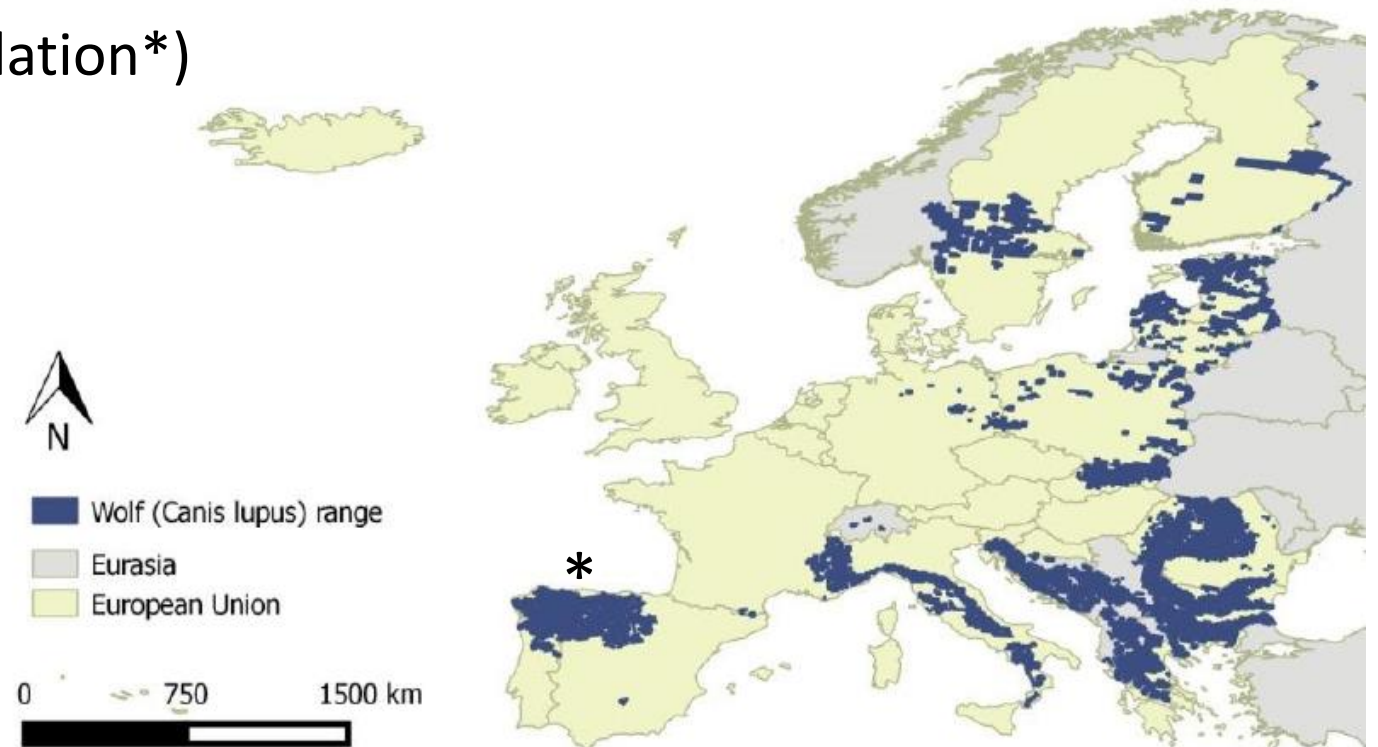 lation*)
N
Wolf (Canis lupus) range
Eurasia
European Union
*
0 750 1500 km